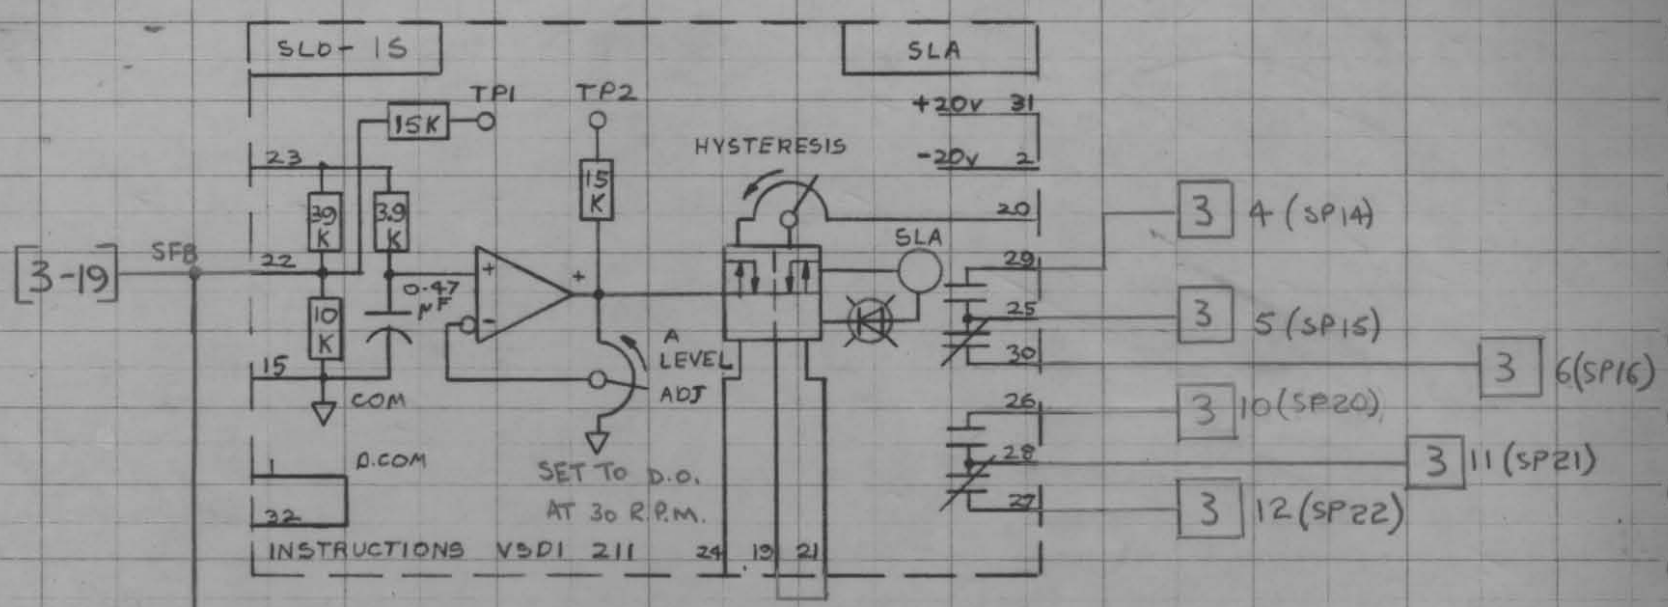 SLD-1S
SLA
TP1
TP2
+20V 31
15K
HYSTERESIS
-20V 2
23
15
K
39
K
3.9
K
20
3 4 (SP14)
SFB
SLA
[3-19]
22
+
+
29
0.47
µF
10
K
-
25
3 5 (SP15)
A
LEVEL
ADJ
30
3 6 (SP16)
15
COM
26
3 10 (SP20)
1
D.COM
SET TO D.O.
AT 30 R.P.M.
28
3 11 (SP21)
32
27
3 12 (SP22)
INSTRUCTIONS VSD1 211
24
19
21